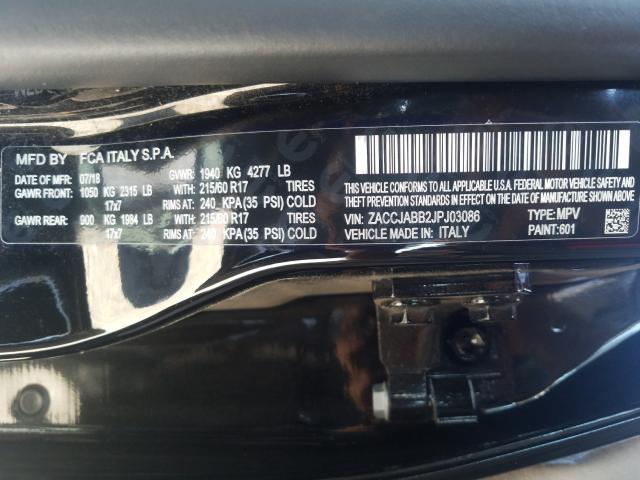 MFD BY FCA ITALY S.P.A.
DATE OF MFR: 07/18 GVWR: 1940 KG 4277 LB
GAWR FRONT: 1050 KG 2315 LB WITH: 215/60 R17 TIRES
17x7 RIMS AT: 240 KPA(35 PSI) COLD
GAWR REAR: 900 KG 1984 LB WITH: 215/60 R17 TIRES
17x7 RIMS AT: 240 KPA(35 PSI) COLD
THIS VEHICLE CONFORMS TO ALL APPLICABLE FEDERAL MOTOR VEHICLE SAFETY
AND THEFT PREVENTION STANDARDS IN EFFECT ON THE DATE OF MFR SHOWN ABOVE.
VIN: ZACCJABB2JPJ03086 TYPE: MPV
VEHICLE MADE IN: ITALY PAINT:601